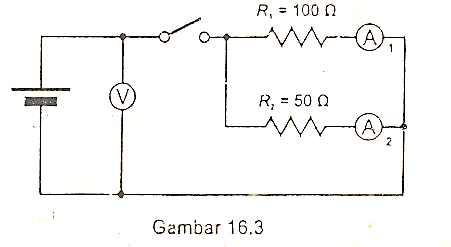 R₁ = 100 Ω
A 1
V
R₂ = 50 Ω
A 2
Gambar 16.3